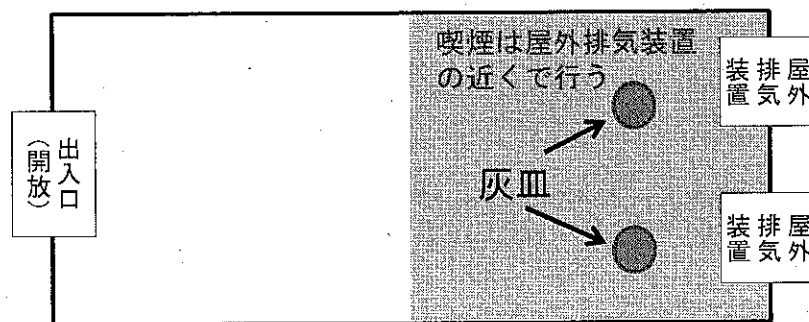 喫煙は屋外排気装置
の近くで行う
屋外
排気
装置
出入口
（開放）
灰皿
屋外
排気
装置